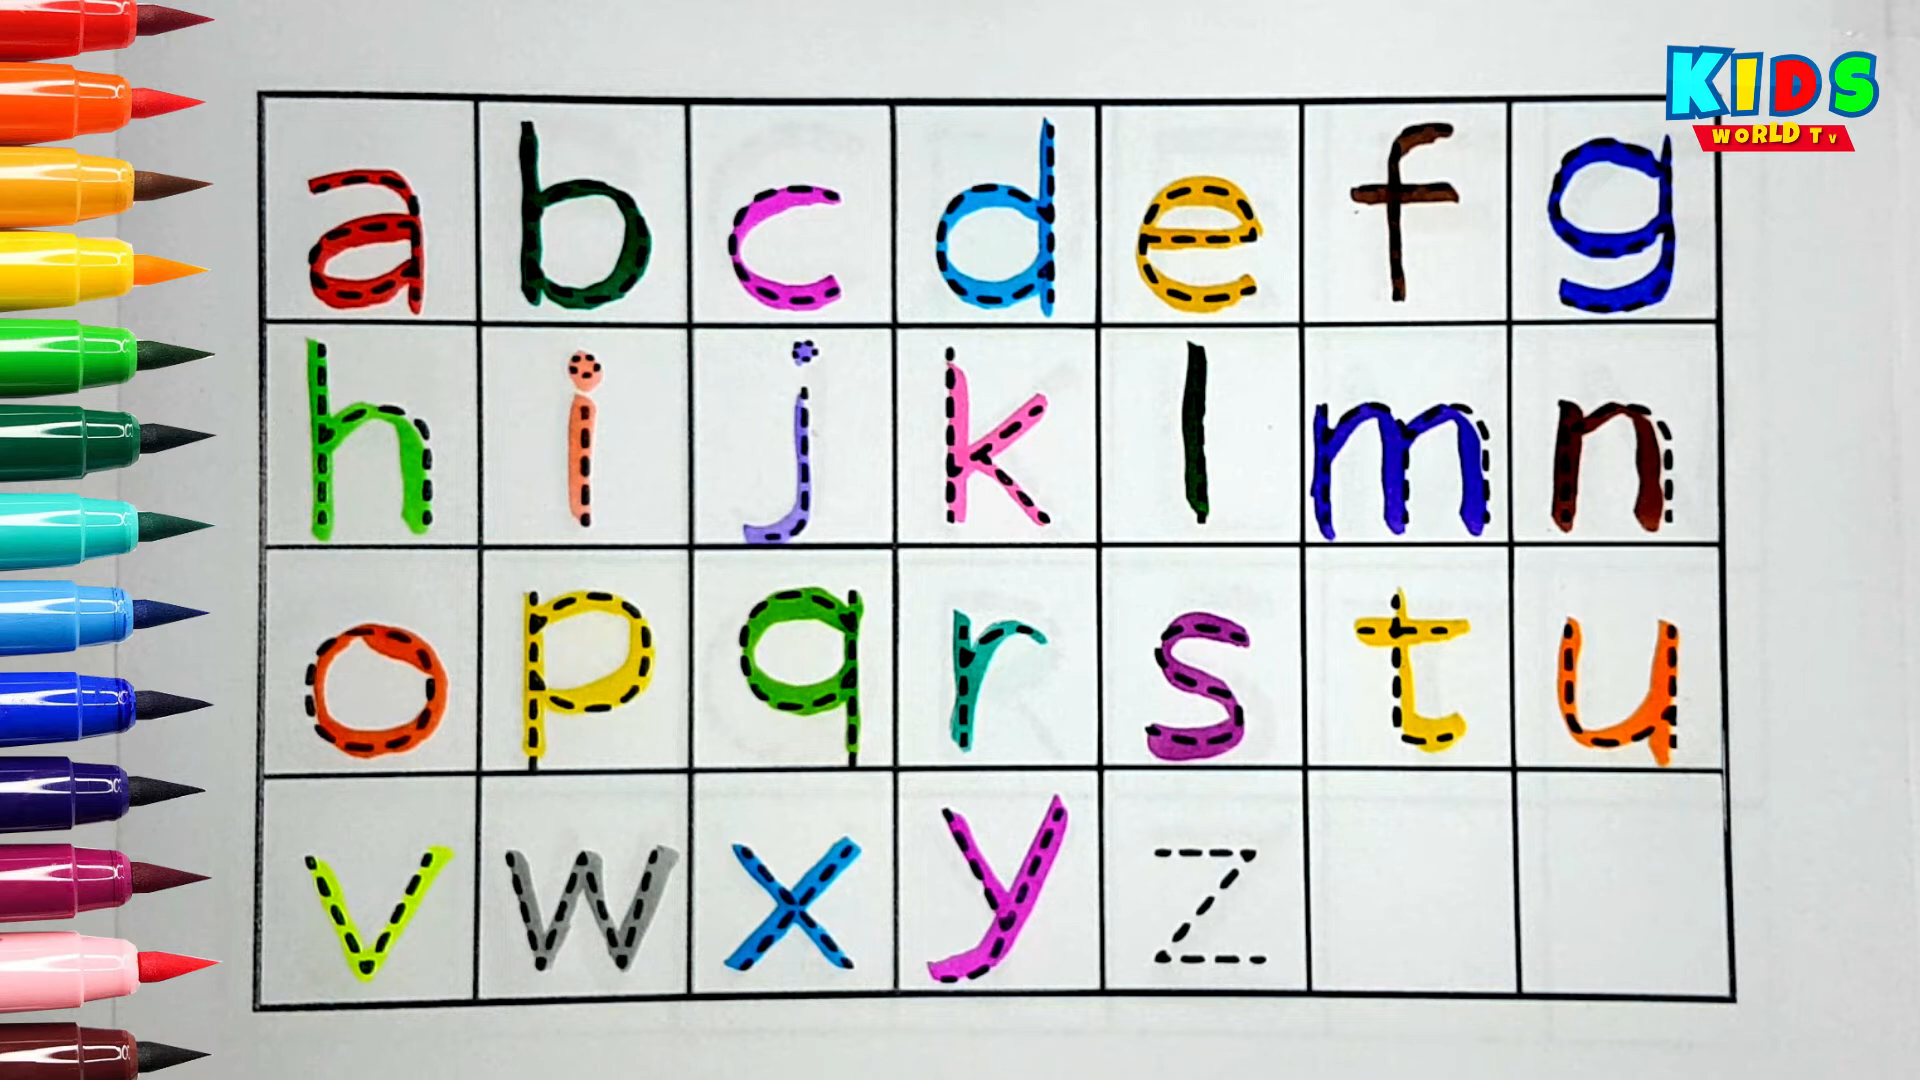 KIDS
WORLD TV
a b c d e f g
h i j k l m n
o p q r s t u
v w x y z